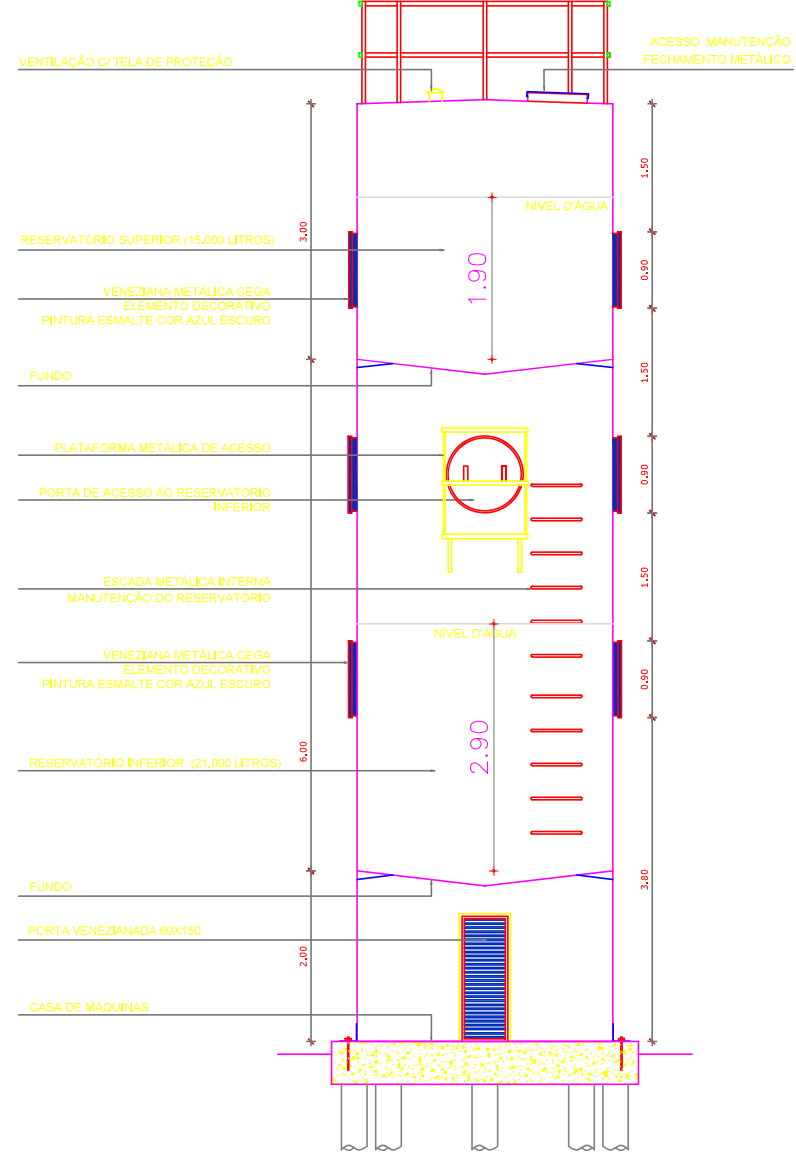 ACESSO MANUTENÇÃO
FECHAMENTO METÁLICO
VENTILAÇÃO C/ TELA DE PROTEÇÃO
1.50
NÍVEL D'ÁGUA
3.00
RESERVATÓRIO SUPERIOR (15.000 LITROS)
1.90
0.90
VENEZIANA METÁLICA CEGA
ELEMENTO DECORATIVO
PINTURA ESMALTE COR AZUL ESCURO
FUNDO
1.50
PLATAFORMA METÁLICA DE ACESSO
0.90
PORTA DE ACESSO AO RESERVATÓRIO
INFERIOR
ESCADA METÁLICA INTERNA
MANUTENÇÃO DO RESERVATÓRIO
1.50
NÍVEL D'ÁGUA
VENEZIANA METÁLICA CEGA
ELEMENTO DECORATIVO
PINTURA ESMALTE COR AZUL ESCURO
0.90
6.00
2.90
RESERVATÓRIO INFERIOR (21.000 LITROS)
FUNDO
3.80
PORTA VENEZIANADA 60X150
2.00
CASA DE MÁQUINAS